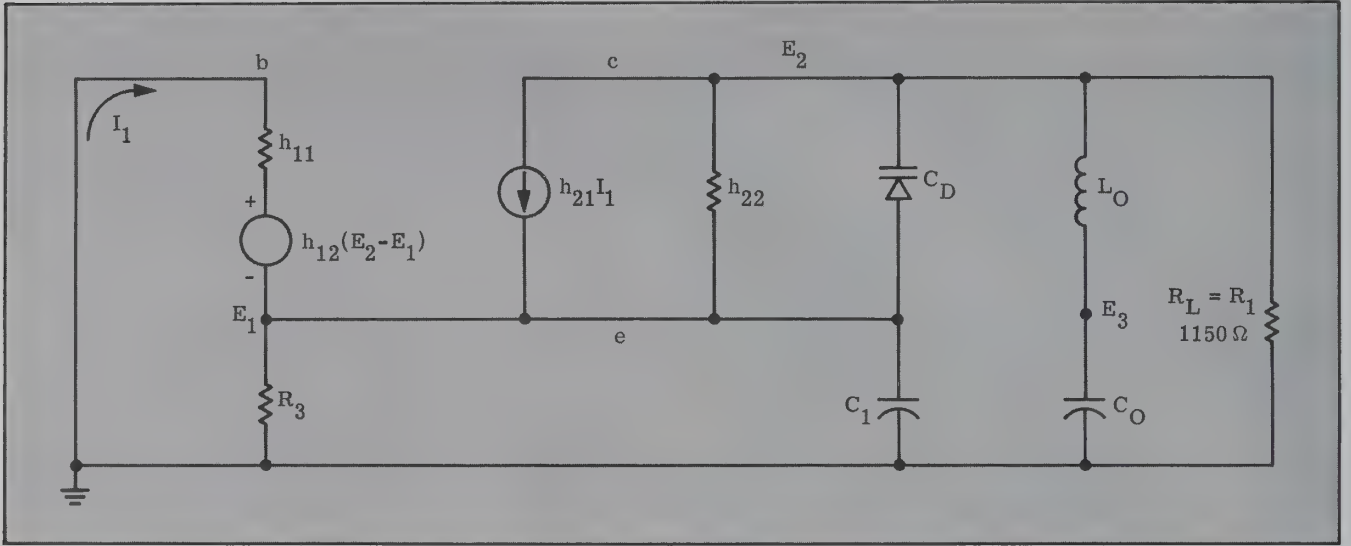 b
c
E2
I1
h11
+
h12(E2-E1)
-
h21I1
h22
CD
LO
E1
e
E3
RL = R1
1150 Ω
R3
C1
CO